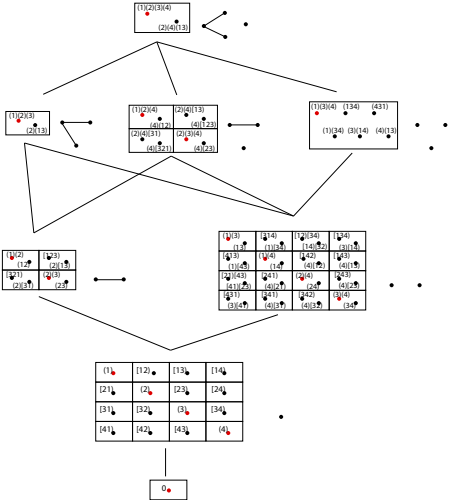 (1)(2)(3)(4)
(2)(4)(13)
(1)(2)(3)
(2)(13)
(1)(2)(4) (2)(4)(13)
(4)(12) (4)(123)
(2)(4)(31) (2)(3)(4)
(4)(321) (4)(23)
(1)(3)(4) (134) (431)
(1)(34) (3)(14) (4)(13)
(1)(2) [123)
(12) (2)(13)
[321) (2)(3)
(2)[31) (23)
(1)(3) [314) [12)(34) [134)
(13) (1)(34) [14)[32) (3)(14)
[413) (1)(4) [142) [143)
(1)(43) (14) (4)[12) (4)[13)
[21)(43) [241) (2)(4) [243)
(41)[23) (4)[21) (24) (4)[23)
[431) [341) [342) (3)(4)
(3)[41) (4)[31) (4)[32) (34)
(1) [12) [13) [14)
[21) (2) [23) [24)
[31) [32) (3) [34)
[41) [42) [43) (4)
0